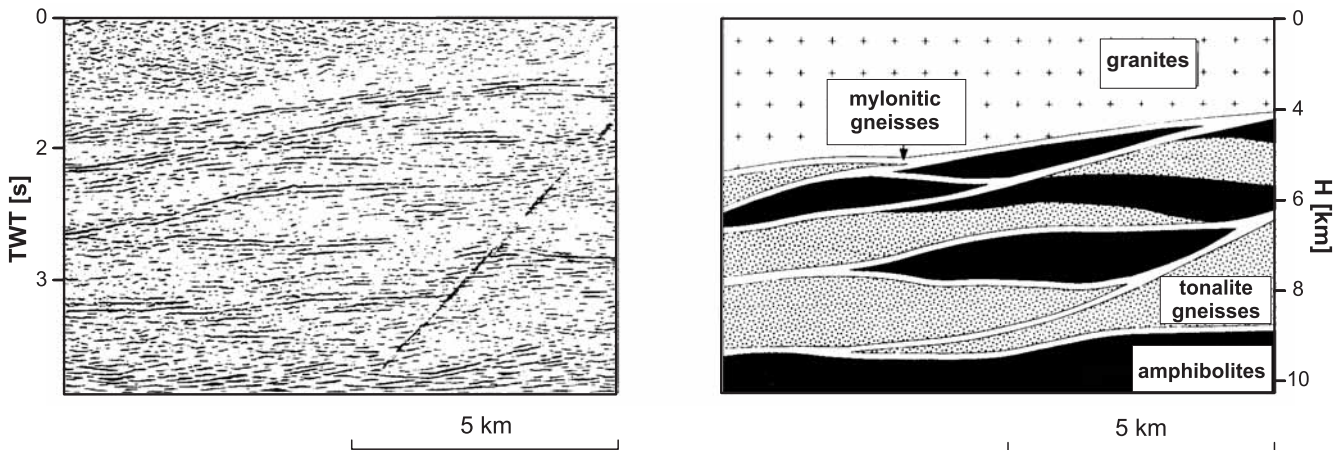 0
2
3
TWT [s]
5 km
granites
mylonitic
gneisses
tonalite
gneisses
amphibolites
0
4
6
8
10
H [km]
5 km